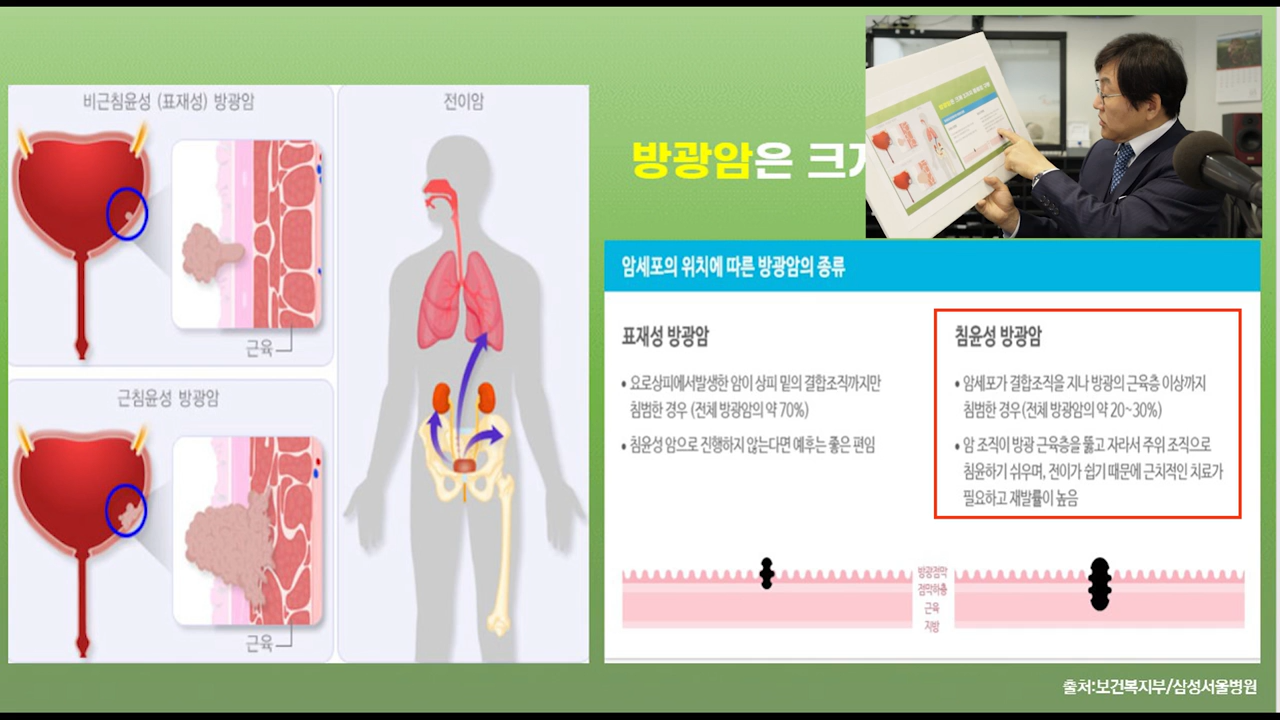 비근침윤성 (표재성) 방광암
전이암
근육
근침윤성 방광암
근육
방광암은 크기
암세포의 위치에 따른 방광암의 종류
표재성 방광암
• 요로상피에서발생한 암이 상피 밑의 결합조직까지만
침범한 경우 (전체 방광암의 약 70%)
• 침윤성 암으로 진행하지 않는다면 예후는 좋은 편임
침윤성 방광암
• 암세포가 결합조직을 지나 방광의 근육층 이상까지
침범한 경우(전체 방광암의 약 20~30%)
• 암 조직이 방광 근육층을 뚫고 자라서 주위 조직으로
침윤하기 쉬우며, 전이가 쉽기 때문에 근치적인 치료가
필요하고 재발률이 높음
방광점막
점막하층
근육
지방
출처:보건복지부/삼성서울병원